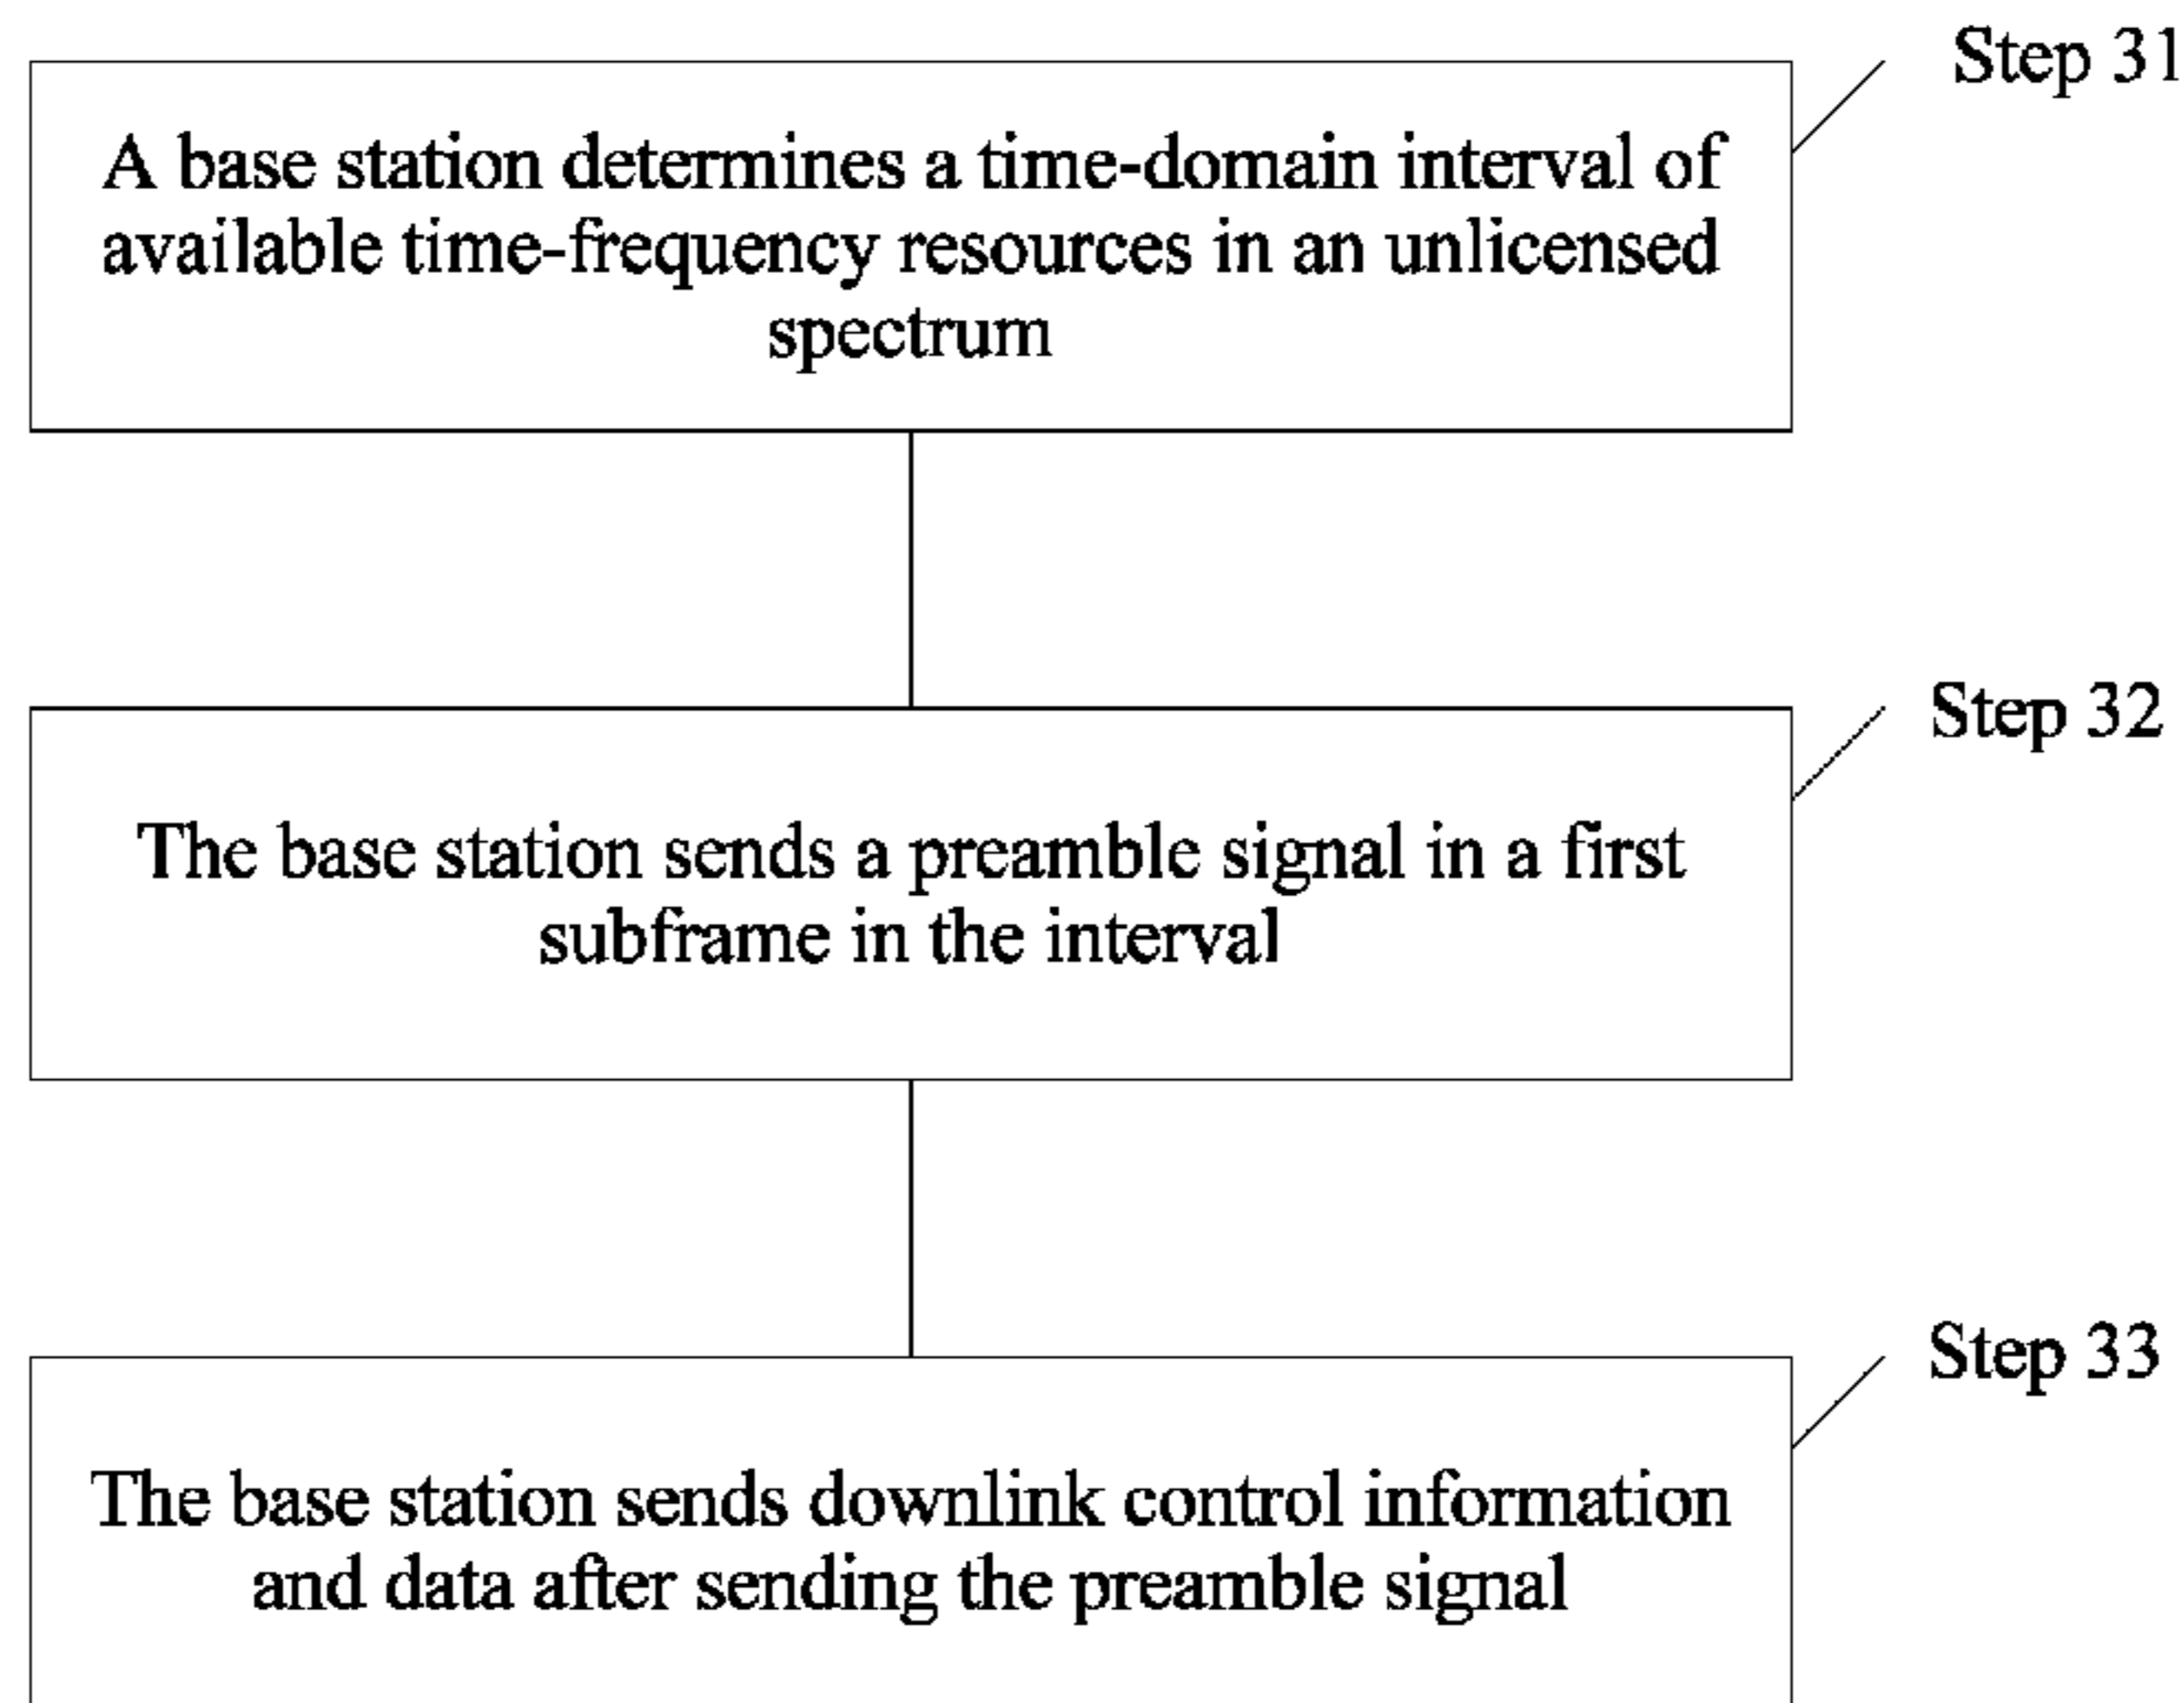 Step 31
A base station determines a time-domain interval of
available time-frequency resources in an unlicensed
spectrum
Step 32
The base station sends a preamble signal in a first
subframe in the interval
Step 33
The base station sends downlink control information
and data after sending the preamble signal